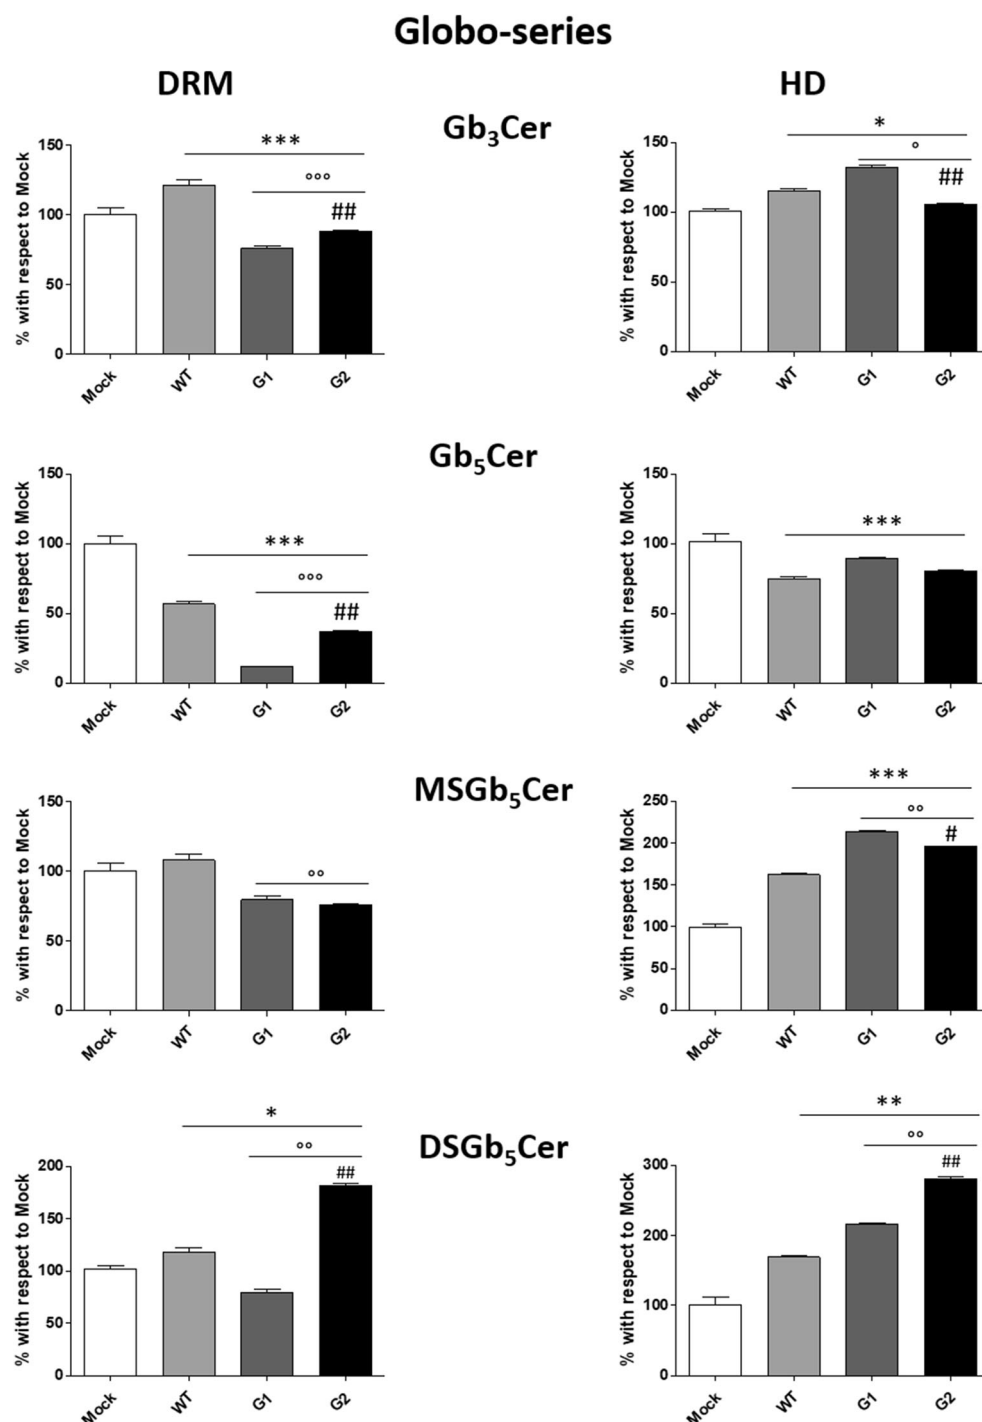 Globo-series
DRM
HD
Gb₃Cer
% with respect to Mock
150
100
50
0
***
°°°
##
Mock
WT
G1
G2
% with respect to Mock
150
100
50
0
*
°
##
Mock
WT
G1
G2
Gb₅Cer
% with respect to Mock
150
100
50
0
***
°°°
##
Mock
WT
G1
G2
% with respect to Mock
150
100
50
0
***
Mock
WT
G1
G2
MSGb₅Cer
% with respect to Mock
150
100
50
0
°°
Mock
WT
G1
G2
% with respect to Mock
250
200
150
100
50
0
***
°°
#
Mock
WT
G1
G2
DSGb₅Cer
% with respect to Mock
200
150
100
50
0
*
°°
##
Mock
WT
G1
G2
% with respect to Mock
300
200
100
0
**
°°
##
Mock
WT
G1
G2